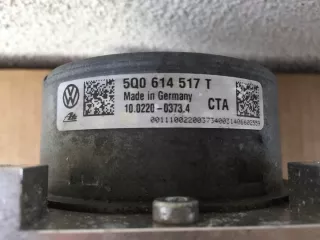 5Q0 614 517 T
Made in Germany
10.0220-0373.4 CTA